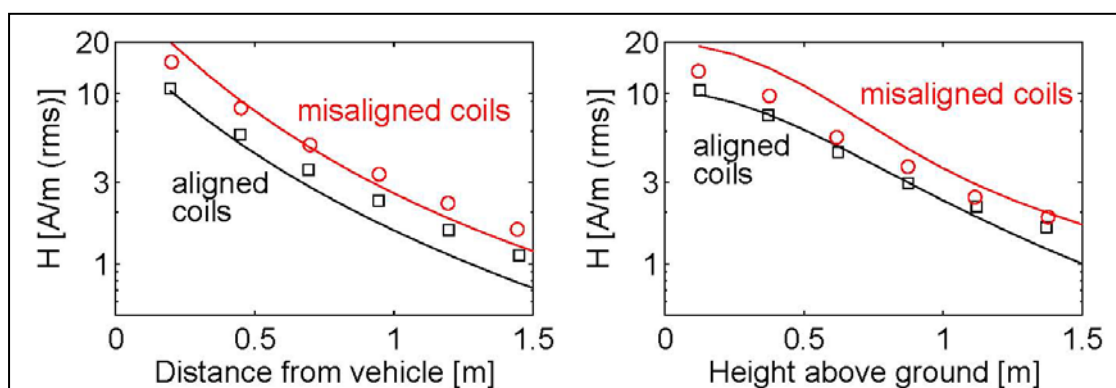 H [A/m (rms)]
20
10
3
1
misaligned coils
aligned
coils
0
0.5
1
1.5
Distance from vehicle [m]
H [A/m (rms)]
20
10
3
1
misaligned coils
aligned
coils
0
0.5
1
1.5
Height above ground [m]